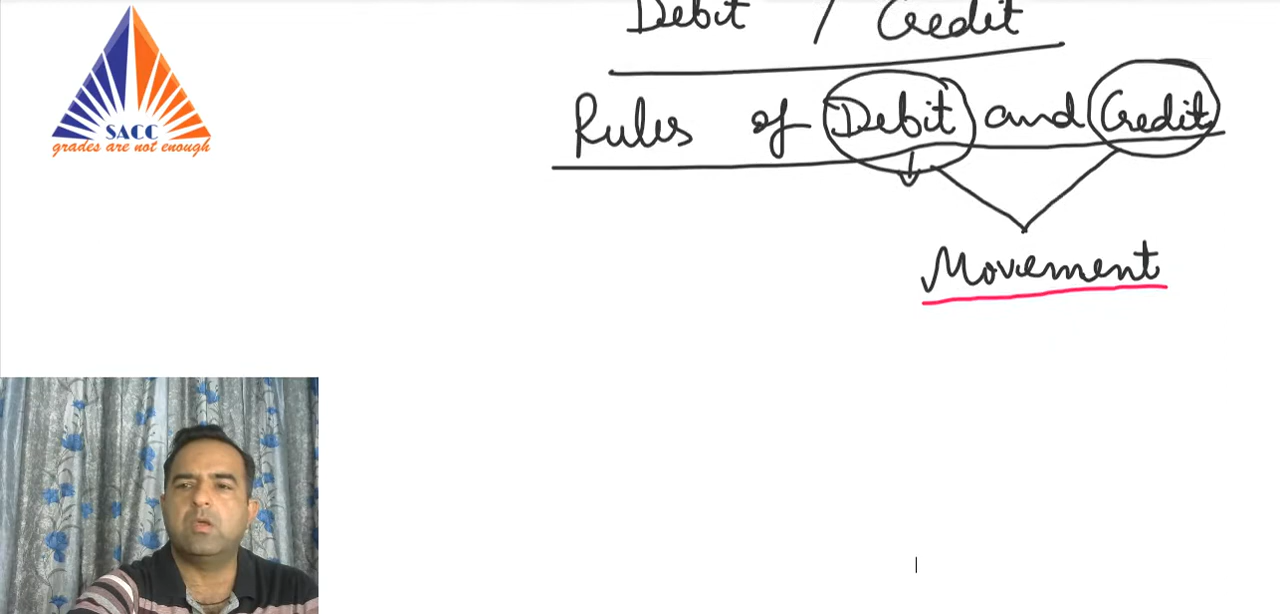 SACC
grades are not enough
Debit / Credit
Rules of Debit and Credit
Movement